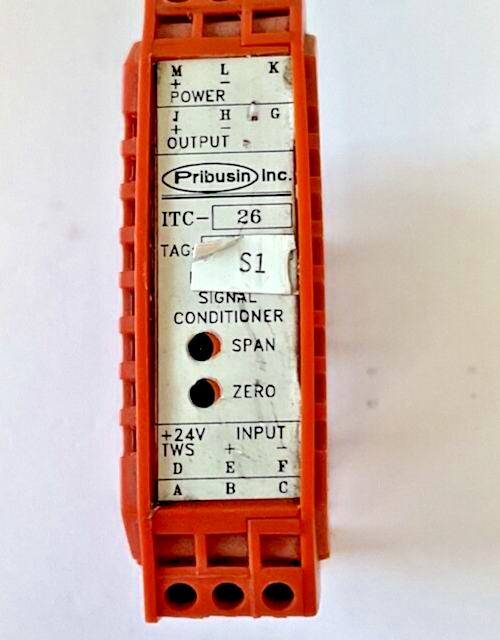 M L K
+ −
POWER
J H G
+ −
OUTPUT
Pribusin Inc.
ITC- 26
TAG:
S1
SIGNAL
CONDITIONER
SPAN
ZERO
+24V INPUT
TWS + −
D E F
A B C